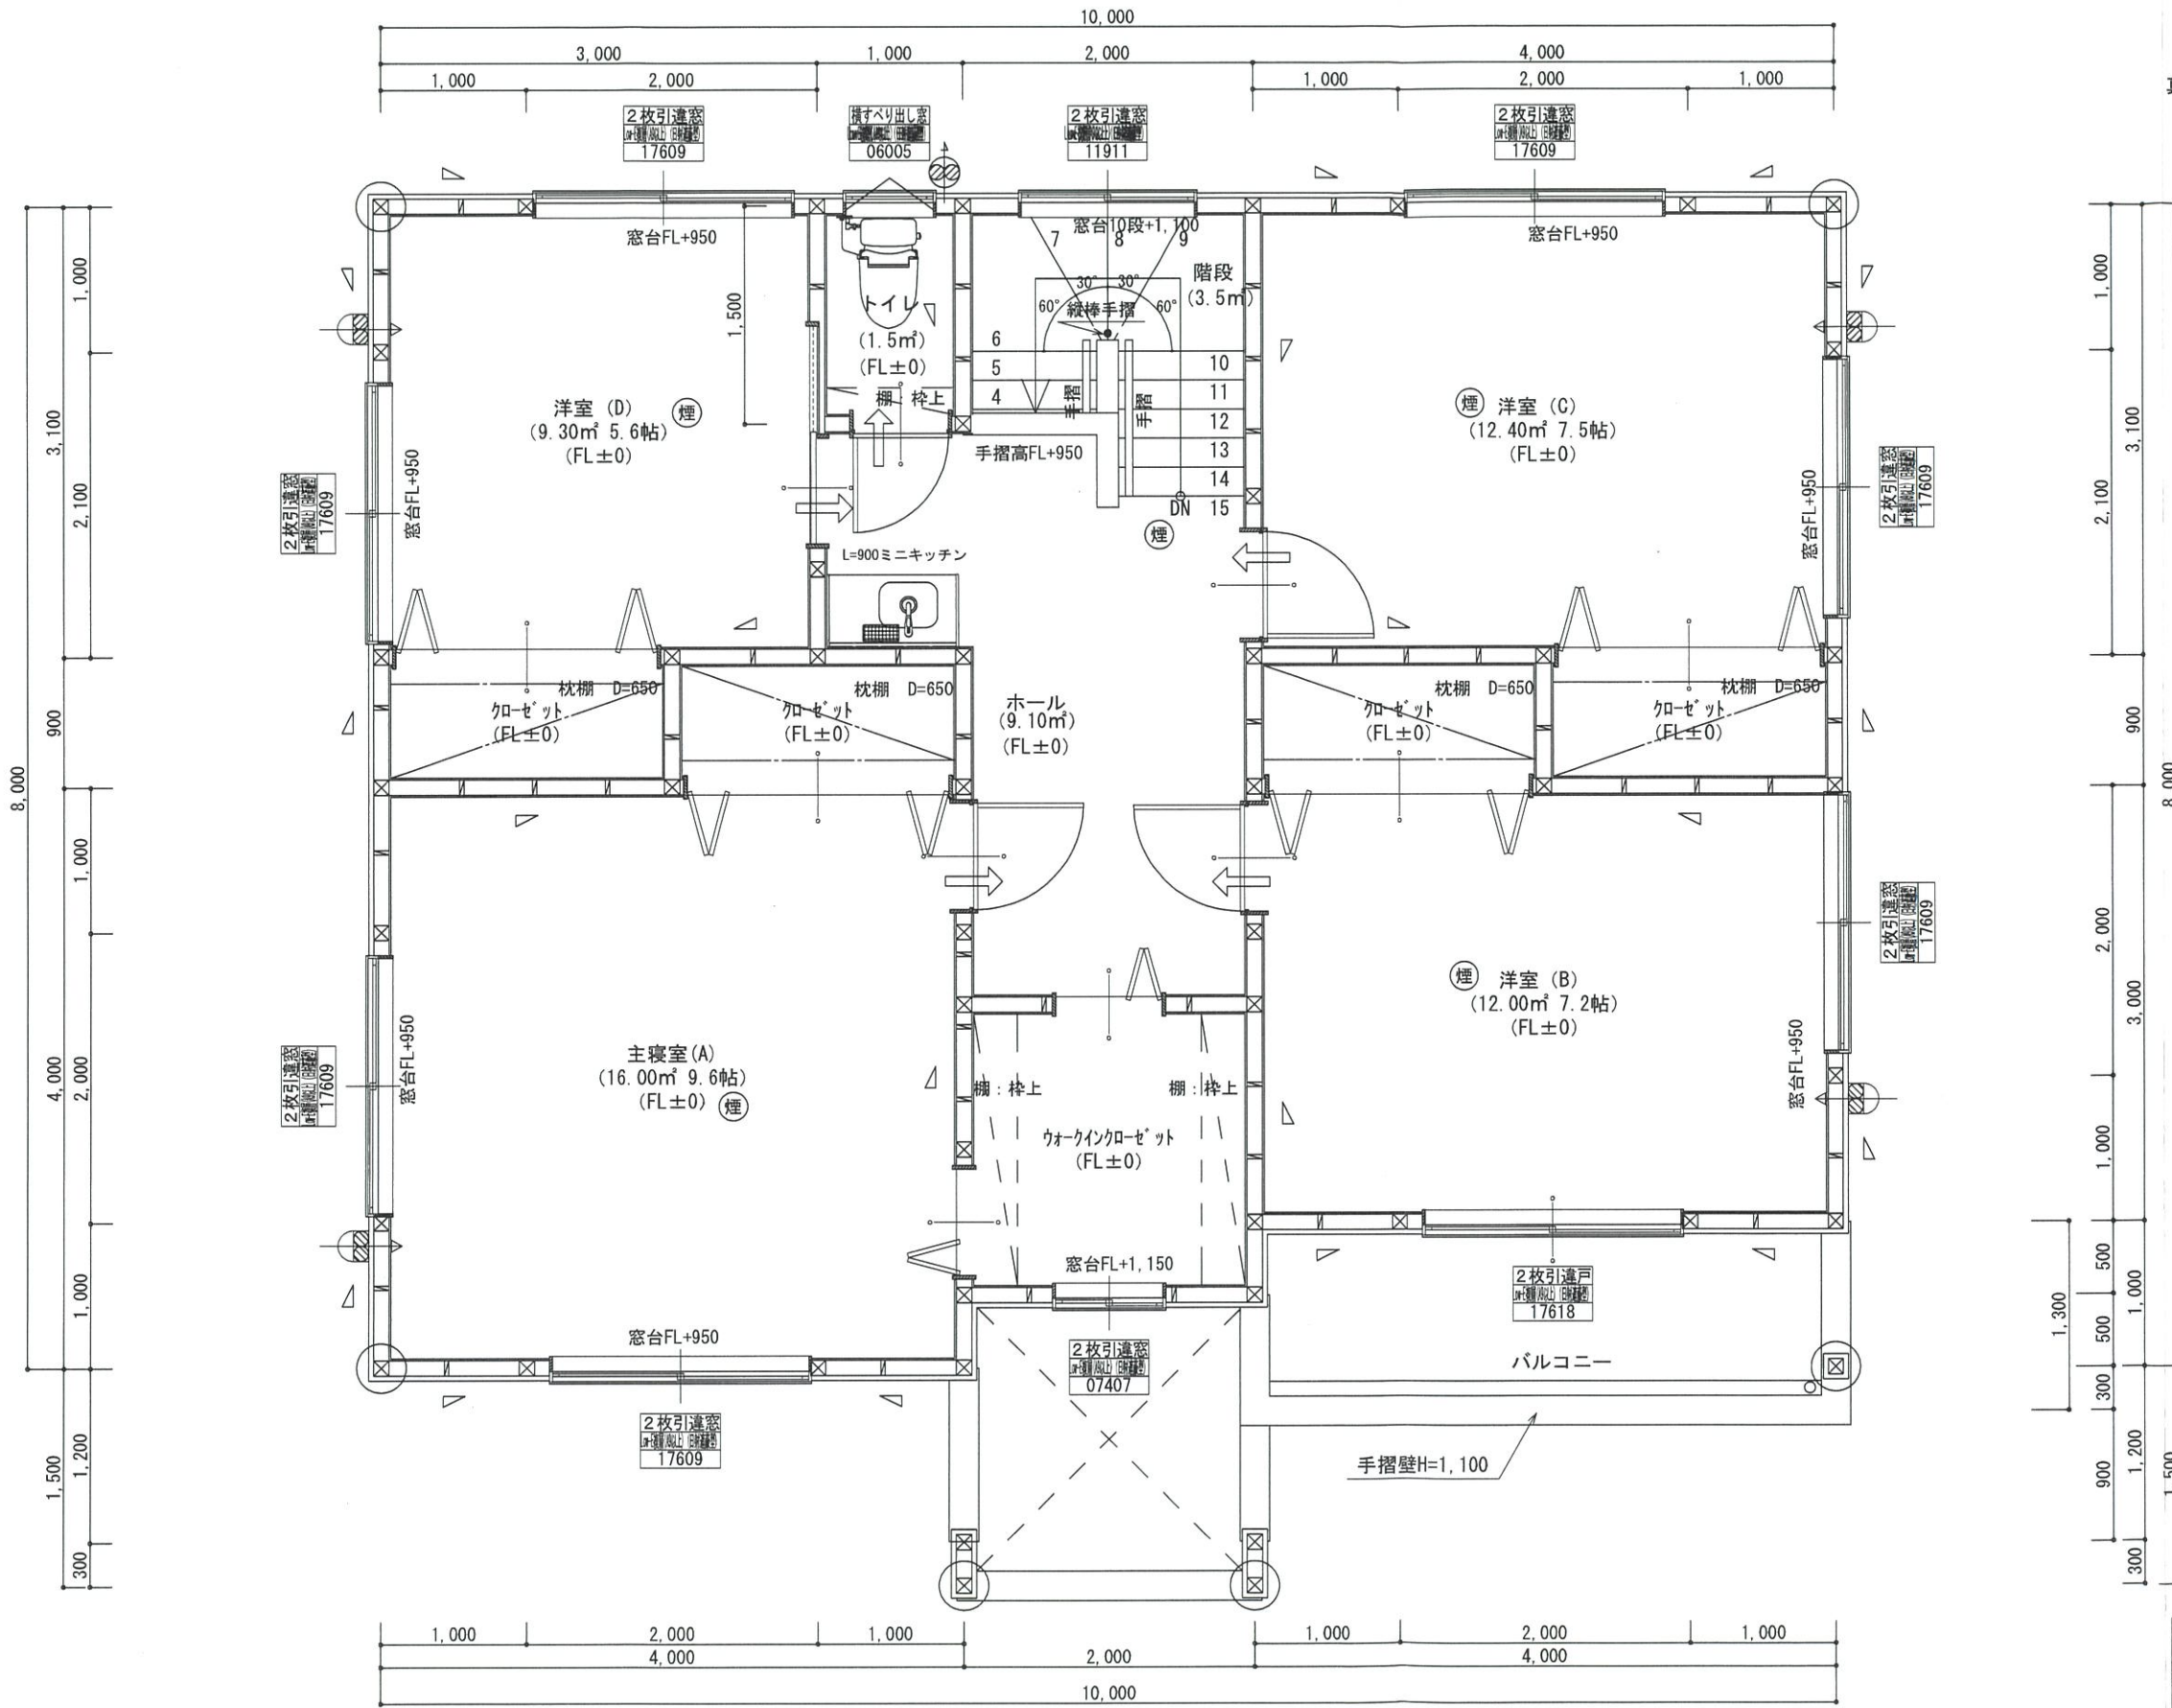 10,000
3,000
1,000
2,000
4,000
1,000
2,000
1,000
2,000
1,000
2枚引違窓
17609
横すべり出し窓
06005
2枚引違窓
11911
2枚引違窓
17609
窓台FL+950
窓台10段+1,100
窓台FL+950
7
8
9
階段
(3.5㎡)
30°
30°
60°
60°
縦棒手摺
1,500
トイレ
(1.5㎡)
(FL±0)
棚:枠上
6
5
4
10
11
12
13
14
15
DN
手摺
手摺
手摺高FL+950
煙
洋室 (D)
(9.30㎡ 5.6帖)
(FL±0)
煙
煙
洋室 (C)
(12.40㎡ 7.5帖)
(FL±0)
2枚引違窓
17609
窓台FL+950
窓台FL+950
2枚引違窓
17609
L=900ミニキッチン
枕棚 D=650
クローゼット
(FL±0)
枕棚 D=650
クローゼット
(FL±0)
ホール
(9.10㎡)
(FL±0)
枕棚 D=650
クローゼット
(FL±0)
枕棚 D=650
クローゼット
(FL±0)
2枚引違窓
17609
煙
洋室 (B)
(12.00㎡ 7.2帖)
(FL±0)
窓台FL+950
2枚引違窓
17609
窓台FL+950
主寝室(A)
(16.00㎡ 9.6帖)
(FL±0)
煙
棚:枠上
棚:枠上
ウォークインクローゼット
(FL±0)
窓台FL+1,150
窓台FL+950
2枚引違窓
17609
2枚引違窓
07407
2枚引違戸
17618
バルコニー
手摺壁H=1,100
8,000
3,100
900
4,000
1,500
1,000
2,100
1,000
2,000
1,000
1,200
300
1,000
2,100
2,000
1,000
500
500
300
900
3,100
900
3,000
1,000
1,200
300
1,300
8,000
1,500
1,000
2,000
1,000
1,000
2,000
1,000
4,000
2,000
4,000
10,000